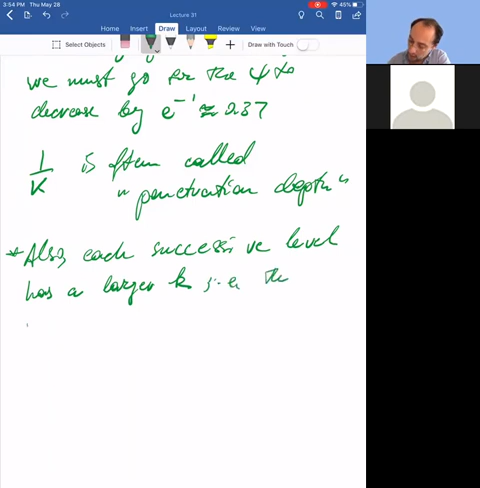 3:54 PM Thu May 28
45%
Lecture 31
Home Insert Draw Layout Review View
Select Objects
Draw with Touch
we must go for the ψ to
decrease by e⁻¹ ≈ 0.37
1/K is often called
"penetration depth"
* Also each successive level
has a larger k i.e. the